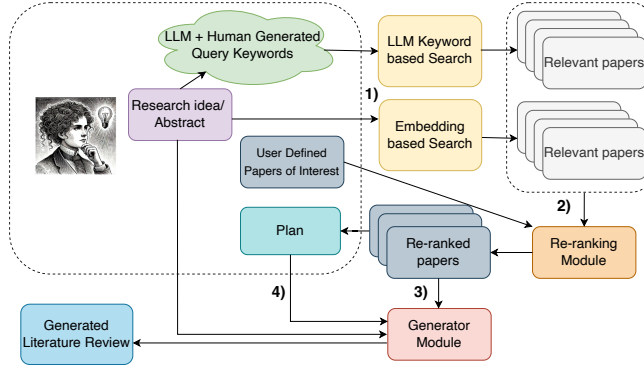 LLM + Human Generated
Query Keywords
LLM Keyword
based Search
Relevant papers
1)
Research idea/
Abstract
Embedding
based Search
Relevant papers
User Defined
Papers of Interest
2)
Plan
Re-ranked
papers
Re-ranking
Module
4)
3)
Generated
Literature Review
Generator
Module